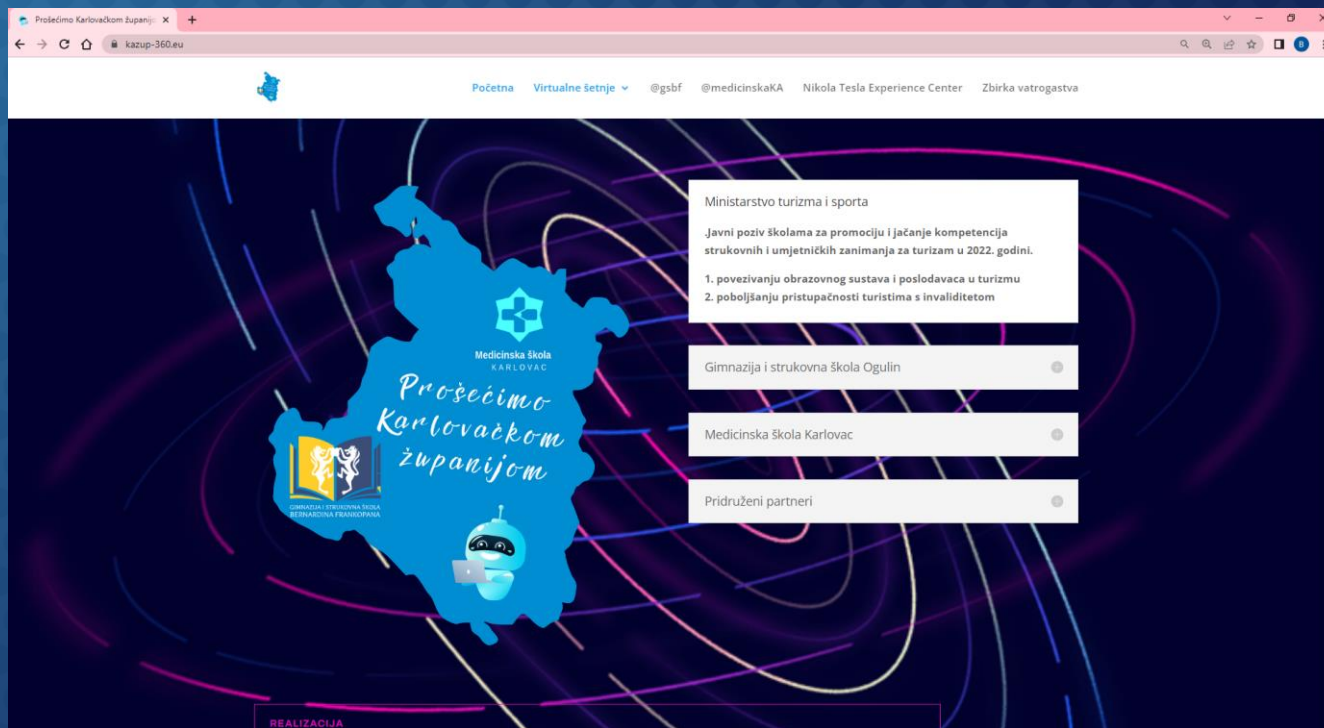 Prošećimo Karlovačkom županij
kazup-360.eu
B
Početna
Virtualne šetnje
@gsbf
@medicinskaKA
Nikola Tesla Experience Center
Zbirka vatrogastva
Medicinska škola
KARLOVAC
Prošećimo
Karlovačkom
županijom
GIMNAZIJA I STRUKOVNA ŠKOLA
BERNARDINA FRANKOPANA
Ministarstvo turizma i sporta
.Javni poziv školama za promociju i jačanje kompetencija
strukovnih i umjetničkih zanimanja za turizam u 2022. godini.
1. povezivanju obrazovnog sustava i poslodavaca u turizmu
2. poboljšanju pristupačnosti turistima s invaliditetom
Gimnazija i strukovna škola Ogulin
Medicinska škola Karlovac
Pridruženi partneri
REALIZACIJA